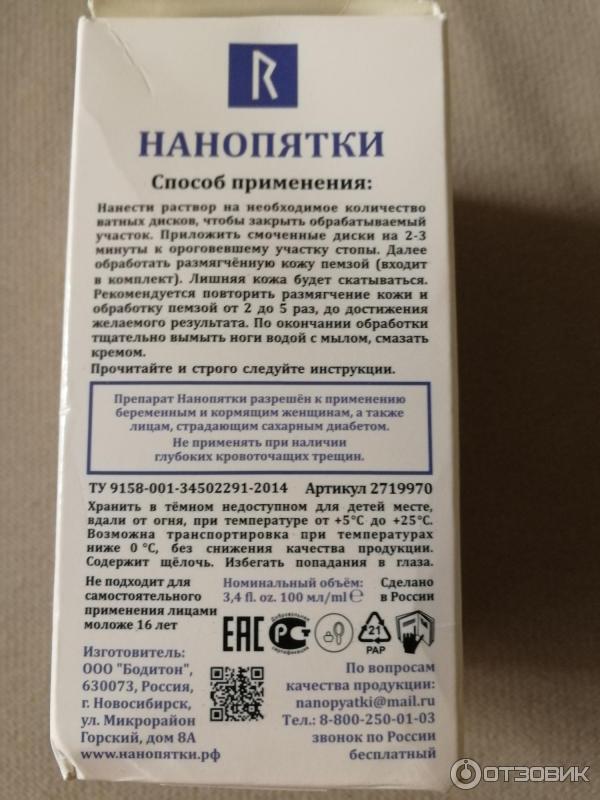 НАНОПЯТКИ
Способ применения:
Нанести раствор на необходимое количество
ватных дисков, чтобы закрыть обрабатываемый
участок. Приложить смоченные диски на 2-3
минуты к ороговевшему участку стопы. Далее
обработать размягчённую кожу пемзой (входит
в комплект). Лишняя кожа будет скатываться.
Рекомендуется повторить размягчение кожи и
обработку пемзой от 2 до 5 раз, до достижения
желаемого результата. По окончании обработки
тщательно вымыть ноги водой с мылом, смазать
кремом.
Прочитайте и строго следуйте инструкции.
Препарат Нанопятки разрешён к применению
беременным и кормящим женщинам, а также
лицам, страдающим сахарным диабетом.
Не применять при наличии
глубоких кровоточащих трещин.
ТУ 9158-001-34502291-2014 Артикул 2719970
Хранить в тёмном недоступном для детей месте,
вдали от огня, при температуре от +5°С до +25°С.
Возможна транспортировка при температурах
ниже 0 °С, без снижения качества продукции.
Содержит щёлочь. Избегать попадания в глаза.
Не подходит для
самостоятельного
применения лицами
моложе 16 лет
Номинальный объём:
3,4 fl. oz. 100 мл/ml ℮
Сделано
в России
ЕАС
Добровольная
РСТ
сертификация
21
PAP
Изготовитель:
ООО "Бодитон",
630073, Россия,
г. Новосибирск,
ул. Микрорайон
Горский, дом 8А
www.нанопятки.рф
По вопросам
качества продукции:
nanopyatki@mail.ru
Тел.: 8-800-250-01-03
звонок по России
бесплатный
ОТЗОВИК